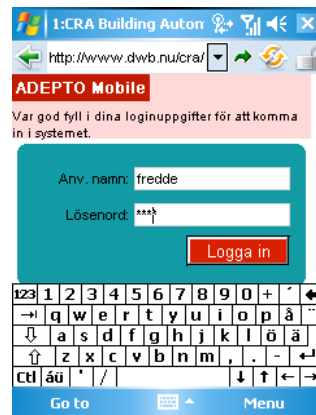 1:CRA Building Autor
http://www.dwb.nu/cra/
ADEPTO Mobile
Var god fyll i dina loginuppgifter för att komma
in i systemet.
Anv. namn: fredde
Lösenord: ****
Logga in
123 1 2 3 4 5 6 7 8 9 0 + ´
q w e r t y u i o p å ¨
a s d f g h j k l ö ä
z x c v b n m , . -
Ctl áü ' /
Go to Menu